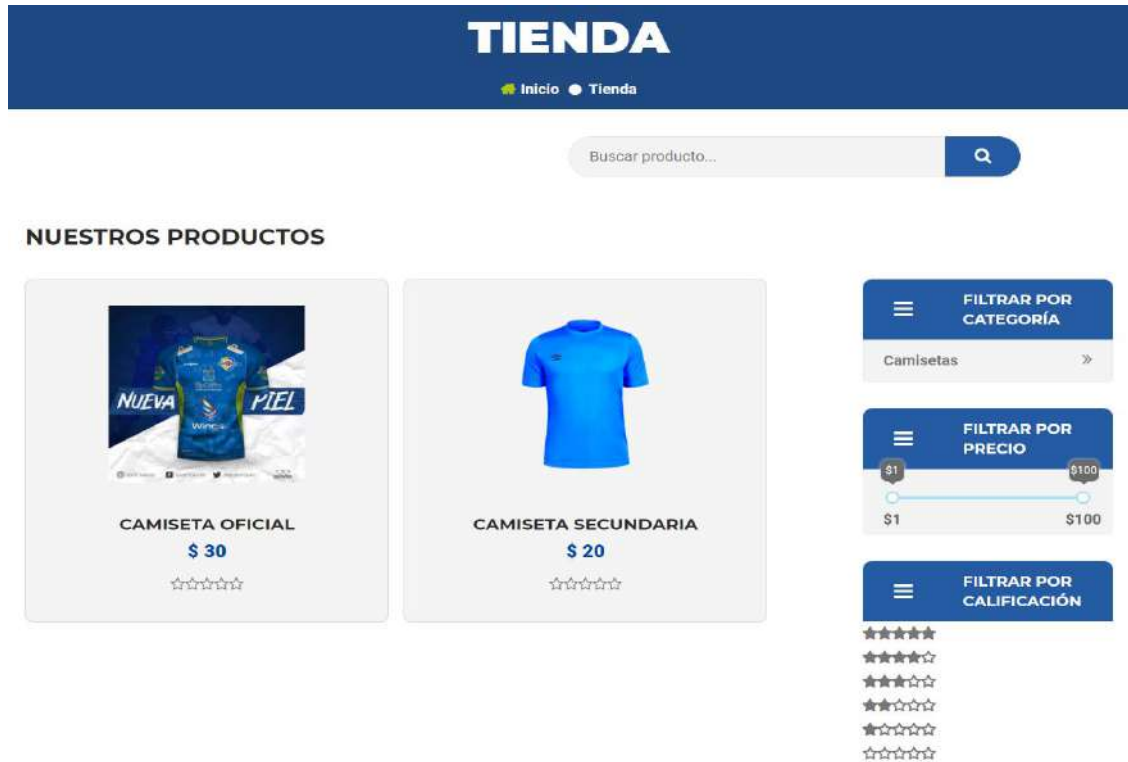 TIENDA
Inicio Tienda
Buscar producto...
NUESTROS PRODUCTOS
NUEVA PIEL
CAMISETA OFICIAL
$ 30
CAMISETA SECUNDARIA
$ 20
FILTRAR POR
CATEGORÍA
Camisetas
FILTRAR POR
PRECIO
$1 $100
$1 $100
FILTRAR POR
CALIFICACIÓN